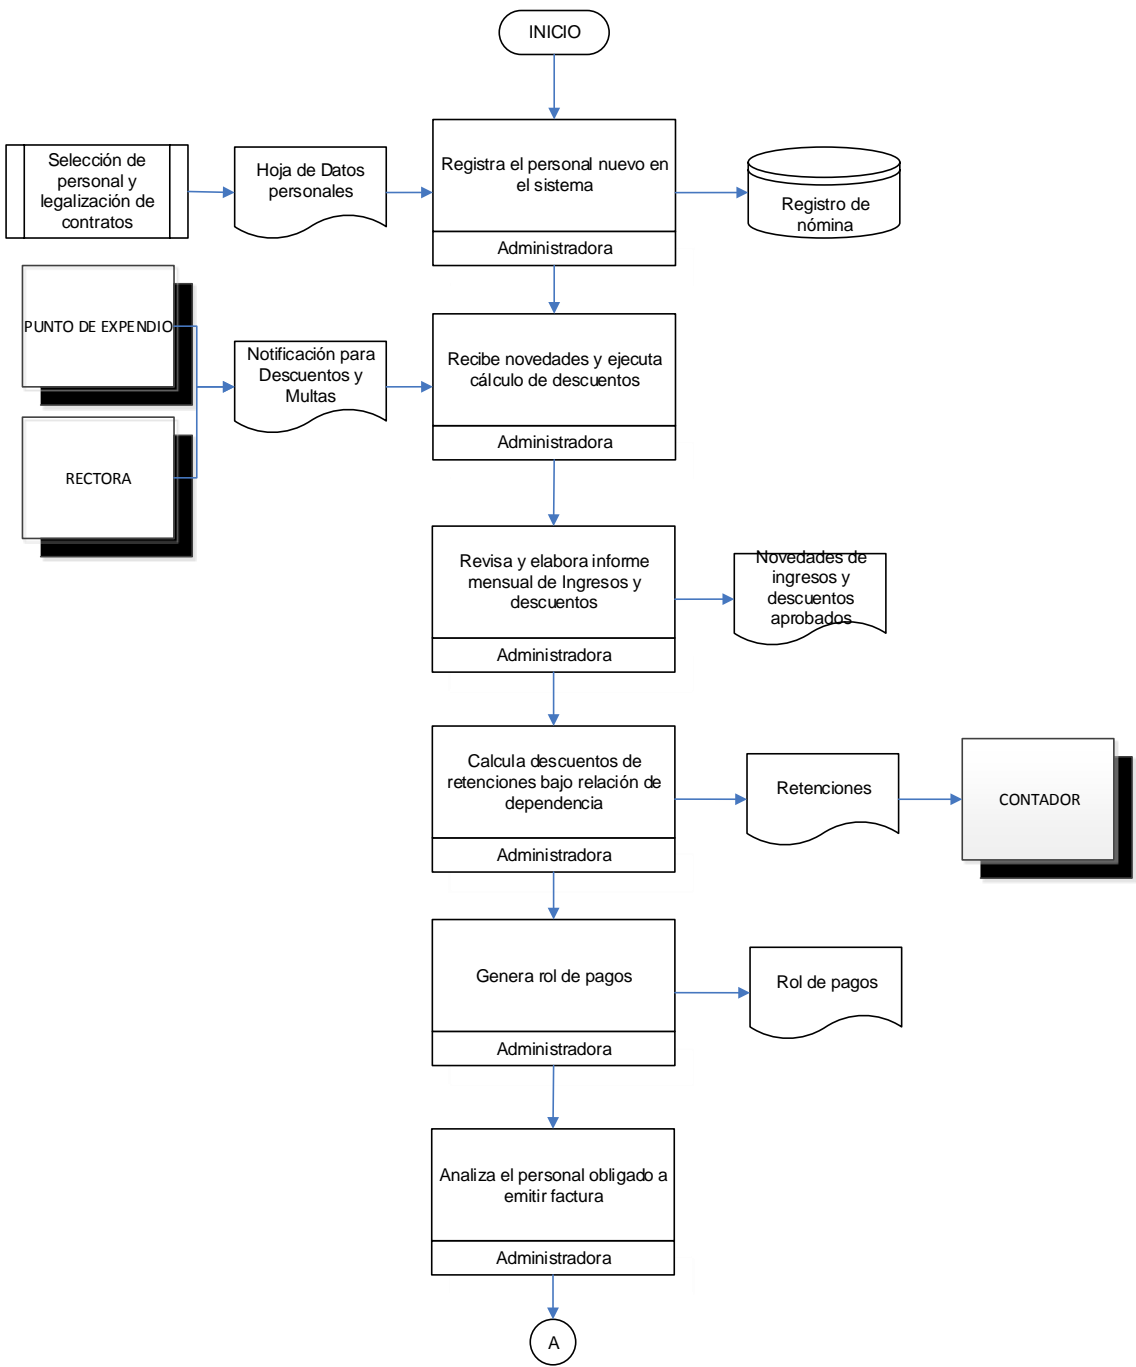 INICIO
Selección de
personal y
legalización de
contratos
Hoja de Datos
personales
Registra el personal nuevo en
el sistema
Administradora
Registro de
nómina
PUNTO DE EXPENDIO
RECTORA
Notificación para
Descuentos y
Multas
Recibe novedades y ejecuta
cálculo de descuentos
Administradora
Revisa y elabora informe
mensual de Ingresos y
descuentos
Administradora
Novedades de
ingresos y
descuentos
aprobados
Calcula descuentos de
retenciones bajo relación de
dependencia
Administradora
Retenciones
CONTADOR
Genera rol de pagos
Administradora
Rol de pagos
Analiza el personal obligado a
emitir factura
Administradora
A